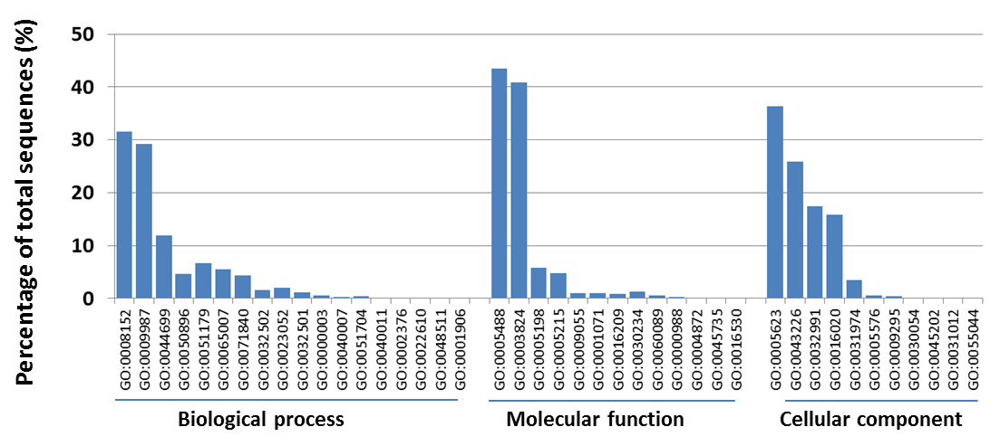 Percentage of total sequences (%)
50
40
30
20
10
0
GO:0008152
GO:0009987
GO:0044699
GO:0050896
GO:0051179
GO:0065007
GO:0071840
GO:0032502
GO:0023052
GO:0032501
GO:0000003
GO:0040007
GO:0051704
GO:0040011
GO:0002376
GO:0022610
GO:0048511
GO:0001906
GO:0005488
GO:0003824
GO:0005198
GO:0005215
GO:0009055
GO:0001071
GO:0016209
GO:0030234
GO:0060089
GO:0000988
GO:0004872
GO:0045735
GO:0016530
GO:0005623
GO:0043226
GO:0032991
GO:0016020
GO:0031974
GO:0005576
GO:0009295
GO:0030054
GO:0045202
GO:0031012
GO:0055044
Biological process
Molecular function
Cellular component